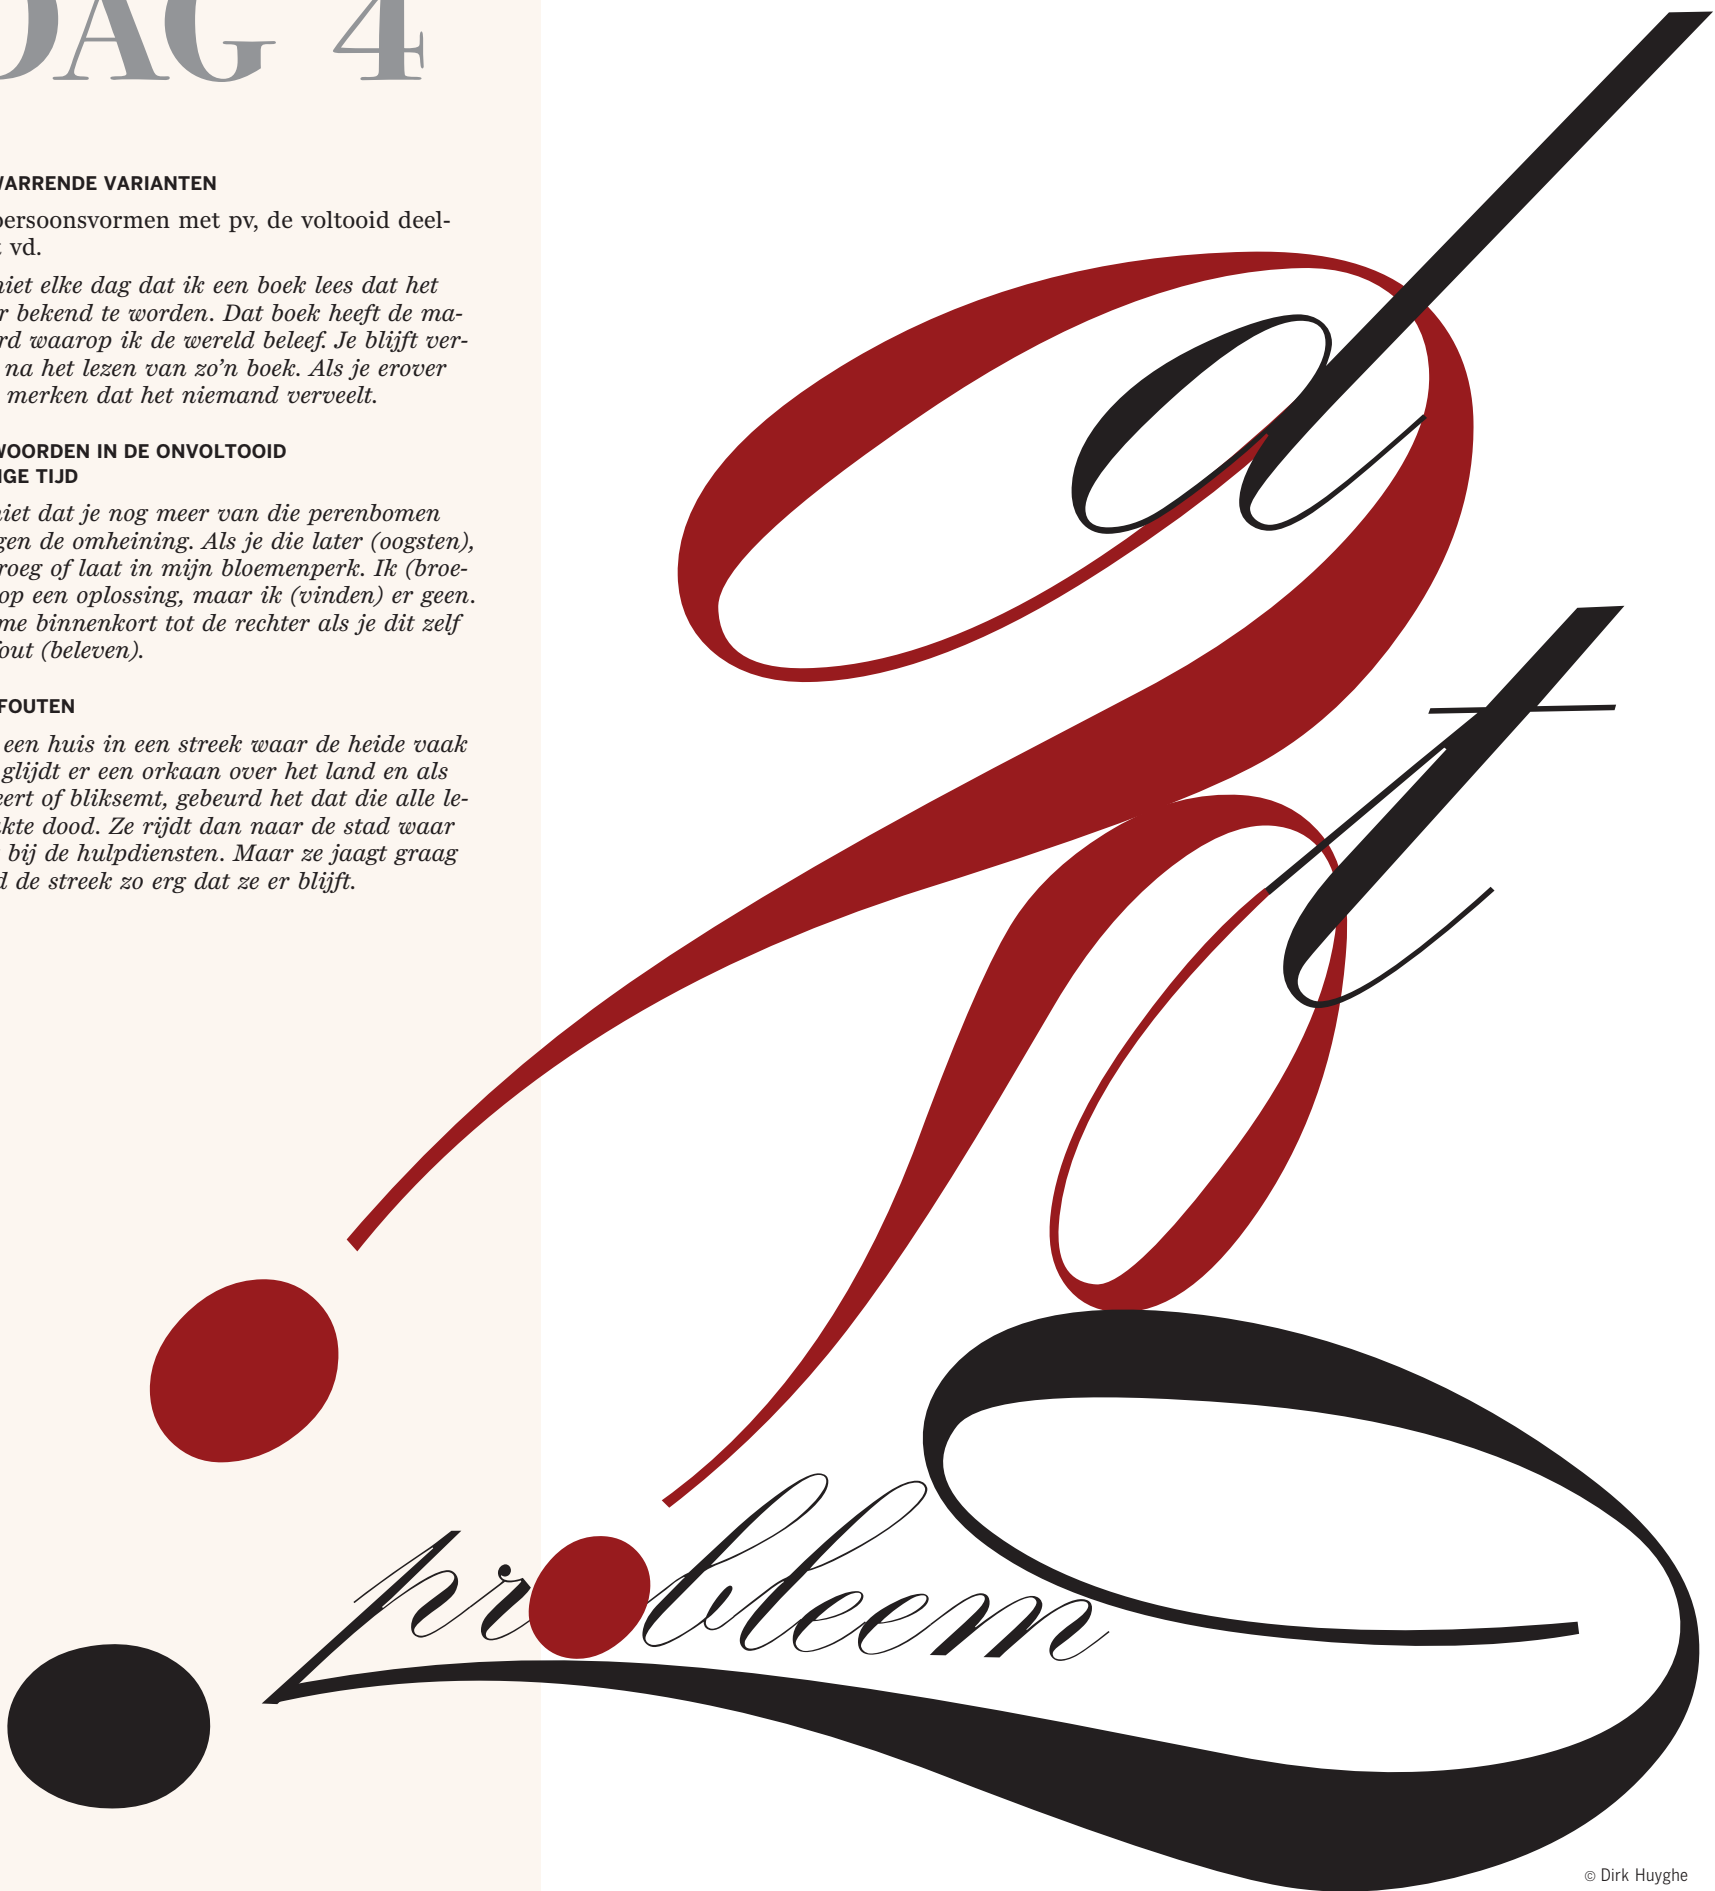 DAG 4
WARRENDE VARIANTEN
persoonsvormen met pv, de voltooid deel-
vd.
niet elke dag dat ik een boek lees dat het
bekend te worden. Dat boek heeft de ma-
rd waarop ik de wereld beleef. Je blijft ver-
na het lezen van zo’n boek. Als je erover
merken dat het niemand verveelt.
WOORDEN IN DE ONVOLTOOID
IGE TIJD
niet dat je nog meer van die perenbomen
gen de omheining. Als je die later (oogsten),
roeg of laat in mijn bloemenperk. Ik (broe-
op een oplossing, maar ik (vinden) er geen.
me binnenkort tot de rechter als je dit zelf
fout (beleven).
FOUTEN
een huis in een streek waar de heide vaak
glijdt er een orkaan over het land en als
eert of bliksemt, gebeurd het dat die alle le-
kte dood. Ze rijdt dan naar de stad waar
bij de hulpdiensten. Maar ze jaagt graag
d de streek zo erg dat ze er blijft.
at
probleem
© Dirk Huyghe